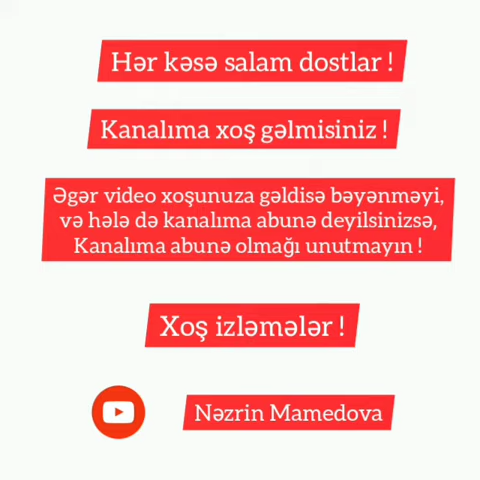 Hər kəsə salam dostlar !
Kanalıma xoş gəlmisiniz !
Əgər video xoşunuza gəldisə bəyənməyi,
və hələ də kanalıma abunə deyilsinizsə,
Kanalıma abunə olmağı unutmayın !
Xoş izləmələr !
Nəzrin Mamedova